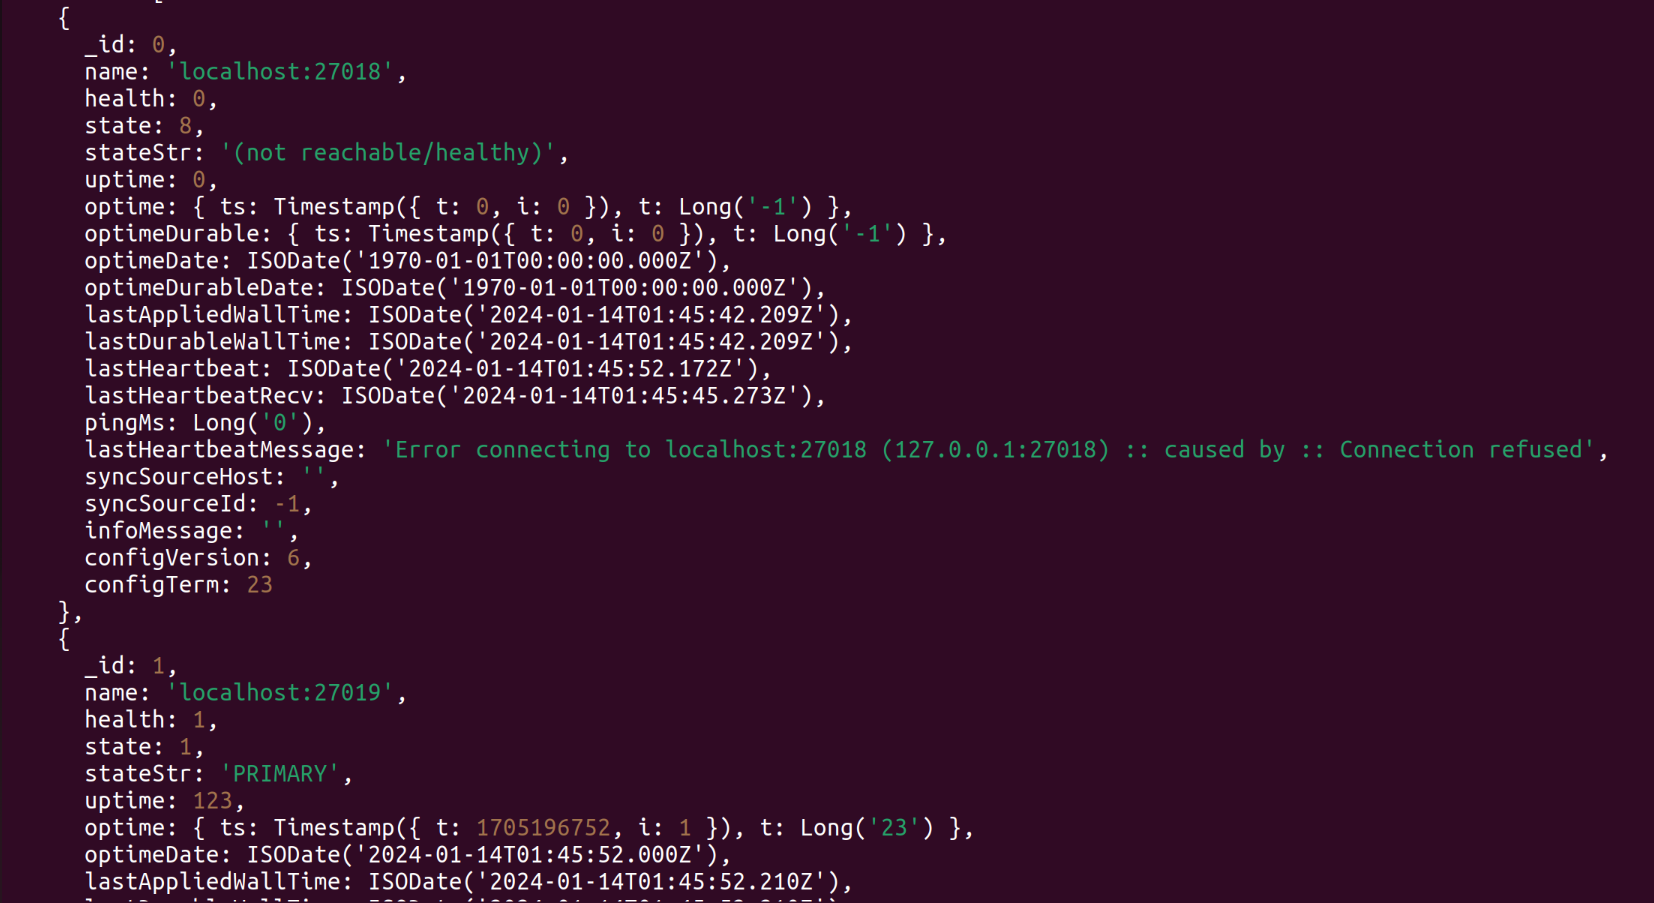 {
_id: 0,
name: 'localhost:27018',
health: 0,
state: 8,
stateStr: '(not reachable/healthy)',
uptime: 0,
optime: { ts: Timestamp({ t: 0, i: 0 }), t: Long('-1') },
optimeDurable: { ts: Timestamp({ t: 0, i: 0 }), t: Long('-1') },
optimeDate: ISODate('1970-01-01T00:00:00.000Z'),
optimeDurableDate: ISODate('1970-01-01T00:00:00.000Z'),
lastAppliedWallTime: ISODate('2024-01-14T01:45:42.209Z'),
lastDurableWallTime: ISODate('2024-01-14T01:45:42.209Z'),
lastHeartbeat: ISODate('2024-01-14T01:45:52.172Z'),
lastHeartbeatRecv: ISODate('2024-01-14T01:45:45.273Z'),
pingMs: Long('0'),
lastHeartbeatMessage: 'Error connecting to localhost:27018 (127.0.0.1:27018) :: caused by :: Connection refused',
syncSourceHost: '',
syncSourceId: -1,
infoMessage: '',
configVersion: 6,
configTerm: 23
},
{
_id: 1,
name: 'localhost:27019',
health: 1,
state: 1,
stateStr: 'PRIMARY',
uptime: 123,
optime: { ts: Timestamp({ t: 1705196752, i: 1 }), t: Long('23') },
optimeDate: ISODate('2024-01-14T01:45:52.000Z'),
lastAppliedWallTime: ISODate('2024-01-14T01:45:52.210Z'),